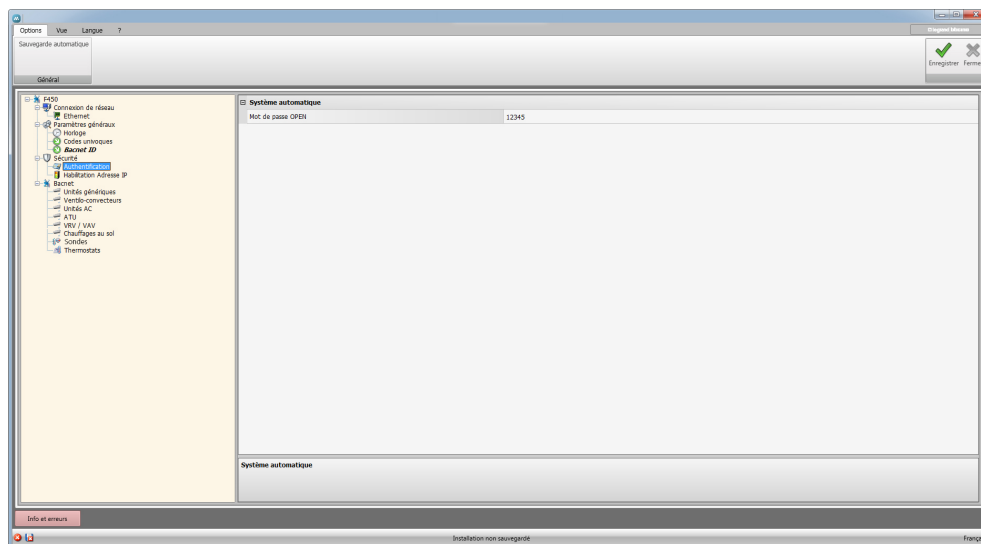 Options Vue Langue ?
Sauvegarde automatique
Général
Enregistrer Ferme
F450
Connexion de réseau
Ethernet
Paramètres généraux
Horloge
Codes univoques
Bacnet ID
Sécurité
Authentification
Habilitation Adresse IP
Bacnet
Unités génériques
Ventilo-convecteurs
Unités AC
ATU
VRV / VAV
Chauffages au sol
Sondes
Thermostats
Système automatique
Mot de passe OPEN 12345
Système automatique
Info et erreurs
Installation non sauvegardé
França